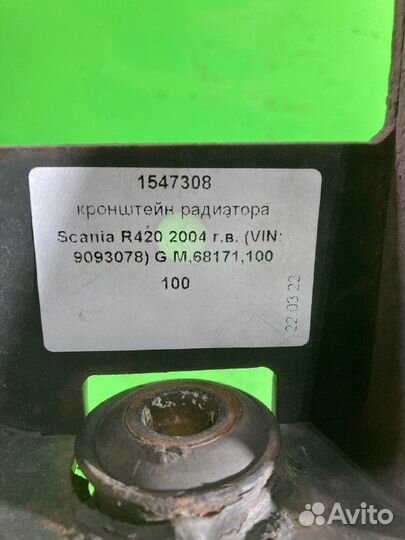 1547308
кронштейн радиатора
Scania R420 2004 г.в. (VIN:
9093078) G M,68171,100
100
22.03.22
Avito